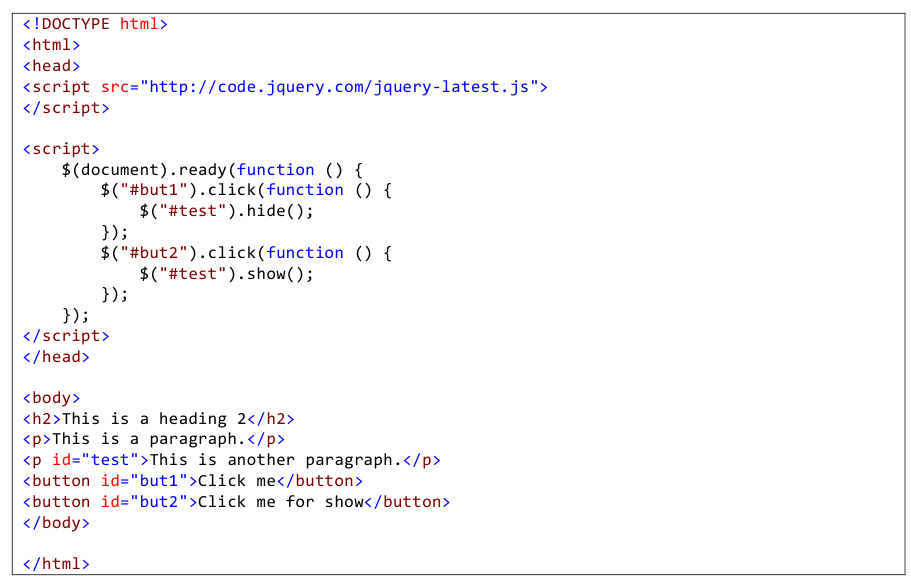 <!DOCTYPE html>
<html>
<head>
<script src="http://code.jquery.com/jquery-latest.js">
</script>

<script>
    $(document).ready(function () {
        $("#but1").click(function () {
            $("#test").hide();
        });
        $("#but2").click(function () {
            $("#test").show();
        });
    });
</script>
</head>

<body>
<h2>This is a heading 2</h2>
<p>This is a paragraph.</p>
<p id="test">This is another paragraph.</p>
<button id="but1">Click me</button>
<button id="but2">Click me for show</button>
</body>

</html>